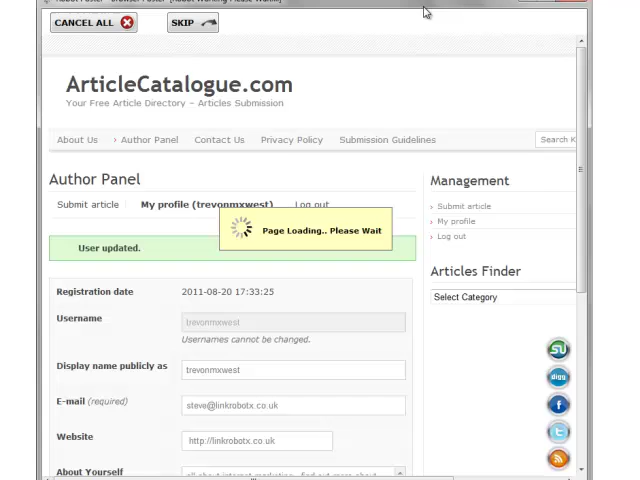 CANCEL ALL
SKIP
ArticleCatalogue.com
Your Free Article Directory – Articles Submission
About Us
› Author Panel
Contact Us
Privacy Policy
Submission Guidelines
Search K
Author Panel
Submit article
My profile (trevonmxwest)
Log out
Page Loading.. Please Wait
User updated.
Registration date 2011-08-20 17:33:25
Username trevonmxwest
Usernames cannot be changed.
Display name publicly as trevonmxwest
E-mail (required) steve@linkrobotx.co.uk
Website http://linkrobotx.co.uk
About Yourself
Management
› Submit article
› My profile
› Log out
Articles Finder
Select Category
digg